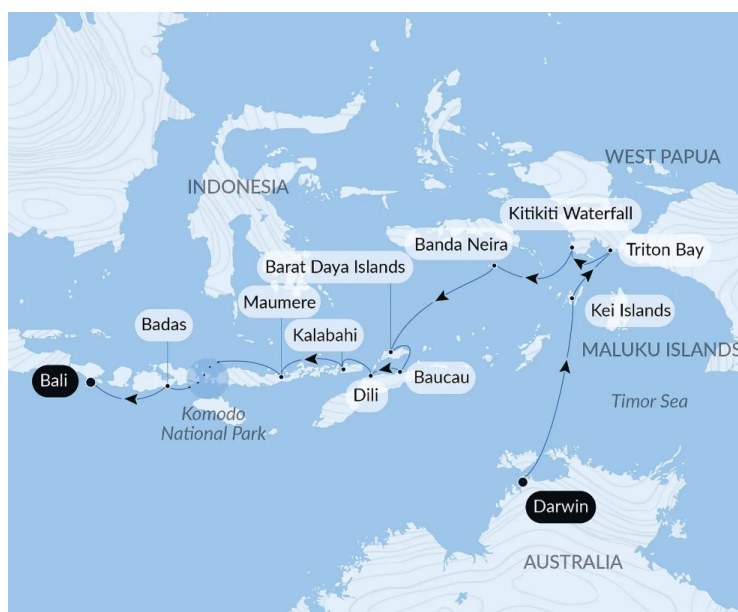 WEST PAPUA
INDONESIA
Kitikiti Waterfall
Banda Neira
Triton Bay
Barat Daya Islands
Maumere
Kei Islands
Badas
Kalabahi
MALUKU ISLANDS
Bali
Baucau
Dili
Timor Sea
Komodo
National Park
Darwin
AUSTRALIA